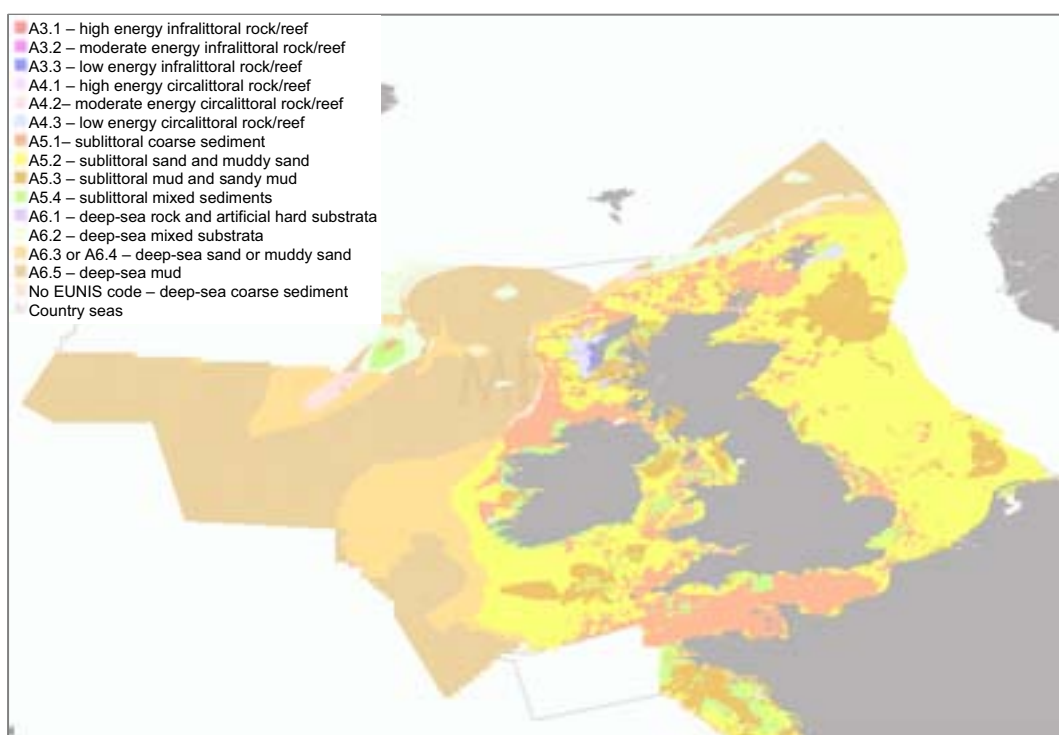 A3.1 – high energy infralittoral rock/reef
A3.2 – moderate energy infralittoral rock/reef
A3.3 – low energy infralittoral rock/reef
A4.1 – high energy circalittoral rock/reef
A4.2– moderate energy circalittoral rock/reef
A4.3 – low energy circalittoral rock/reef
A5.1– sublittoral coarse sediment
A5.2 – sublittoral sand and muddy sand
A5.3 – sublittoral mud and sandy mud
A5.4 – sublittoral mixed sediments
A6.1 – deep-sea rock and artificial hard substrata
A6.2 – deep-sea mixed substrata
A6.3 or A6.4 – deep-sea sand or muddy sand
A6.5 – deep-sea mud
No EUNIS code – deep-sea coarse sediment
Country seas